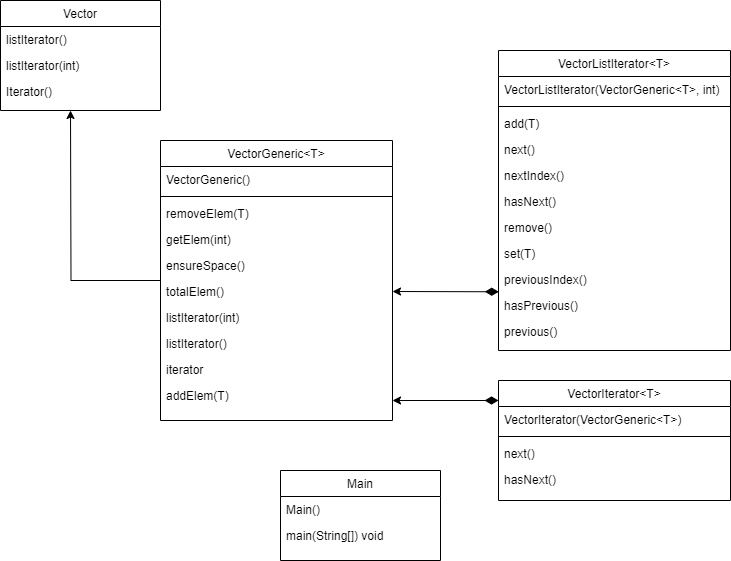 Vector
listIterator()
listIterator(int)
Iterator()
VectorGeneric<T>
VectorGeneric()
removeElem(T)
getElem(int)
ensureSpace()
totalElem()
listIterator(int)
listIterator()
iterator
addElem(T)
VectorListIterator<T>
VectorListIterator(VectorGeneric<T>, int)
add(T)
next()
nextIndex()
hasNext()
remove()
set(T)
previousIndex()
hasPrevious()
previous()
VectorIterator<T>
VectorIterator(VectorGeneric<T>)
next()
hasNext()
Main
Main()
main(String[]) void